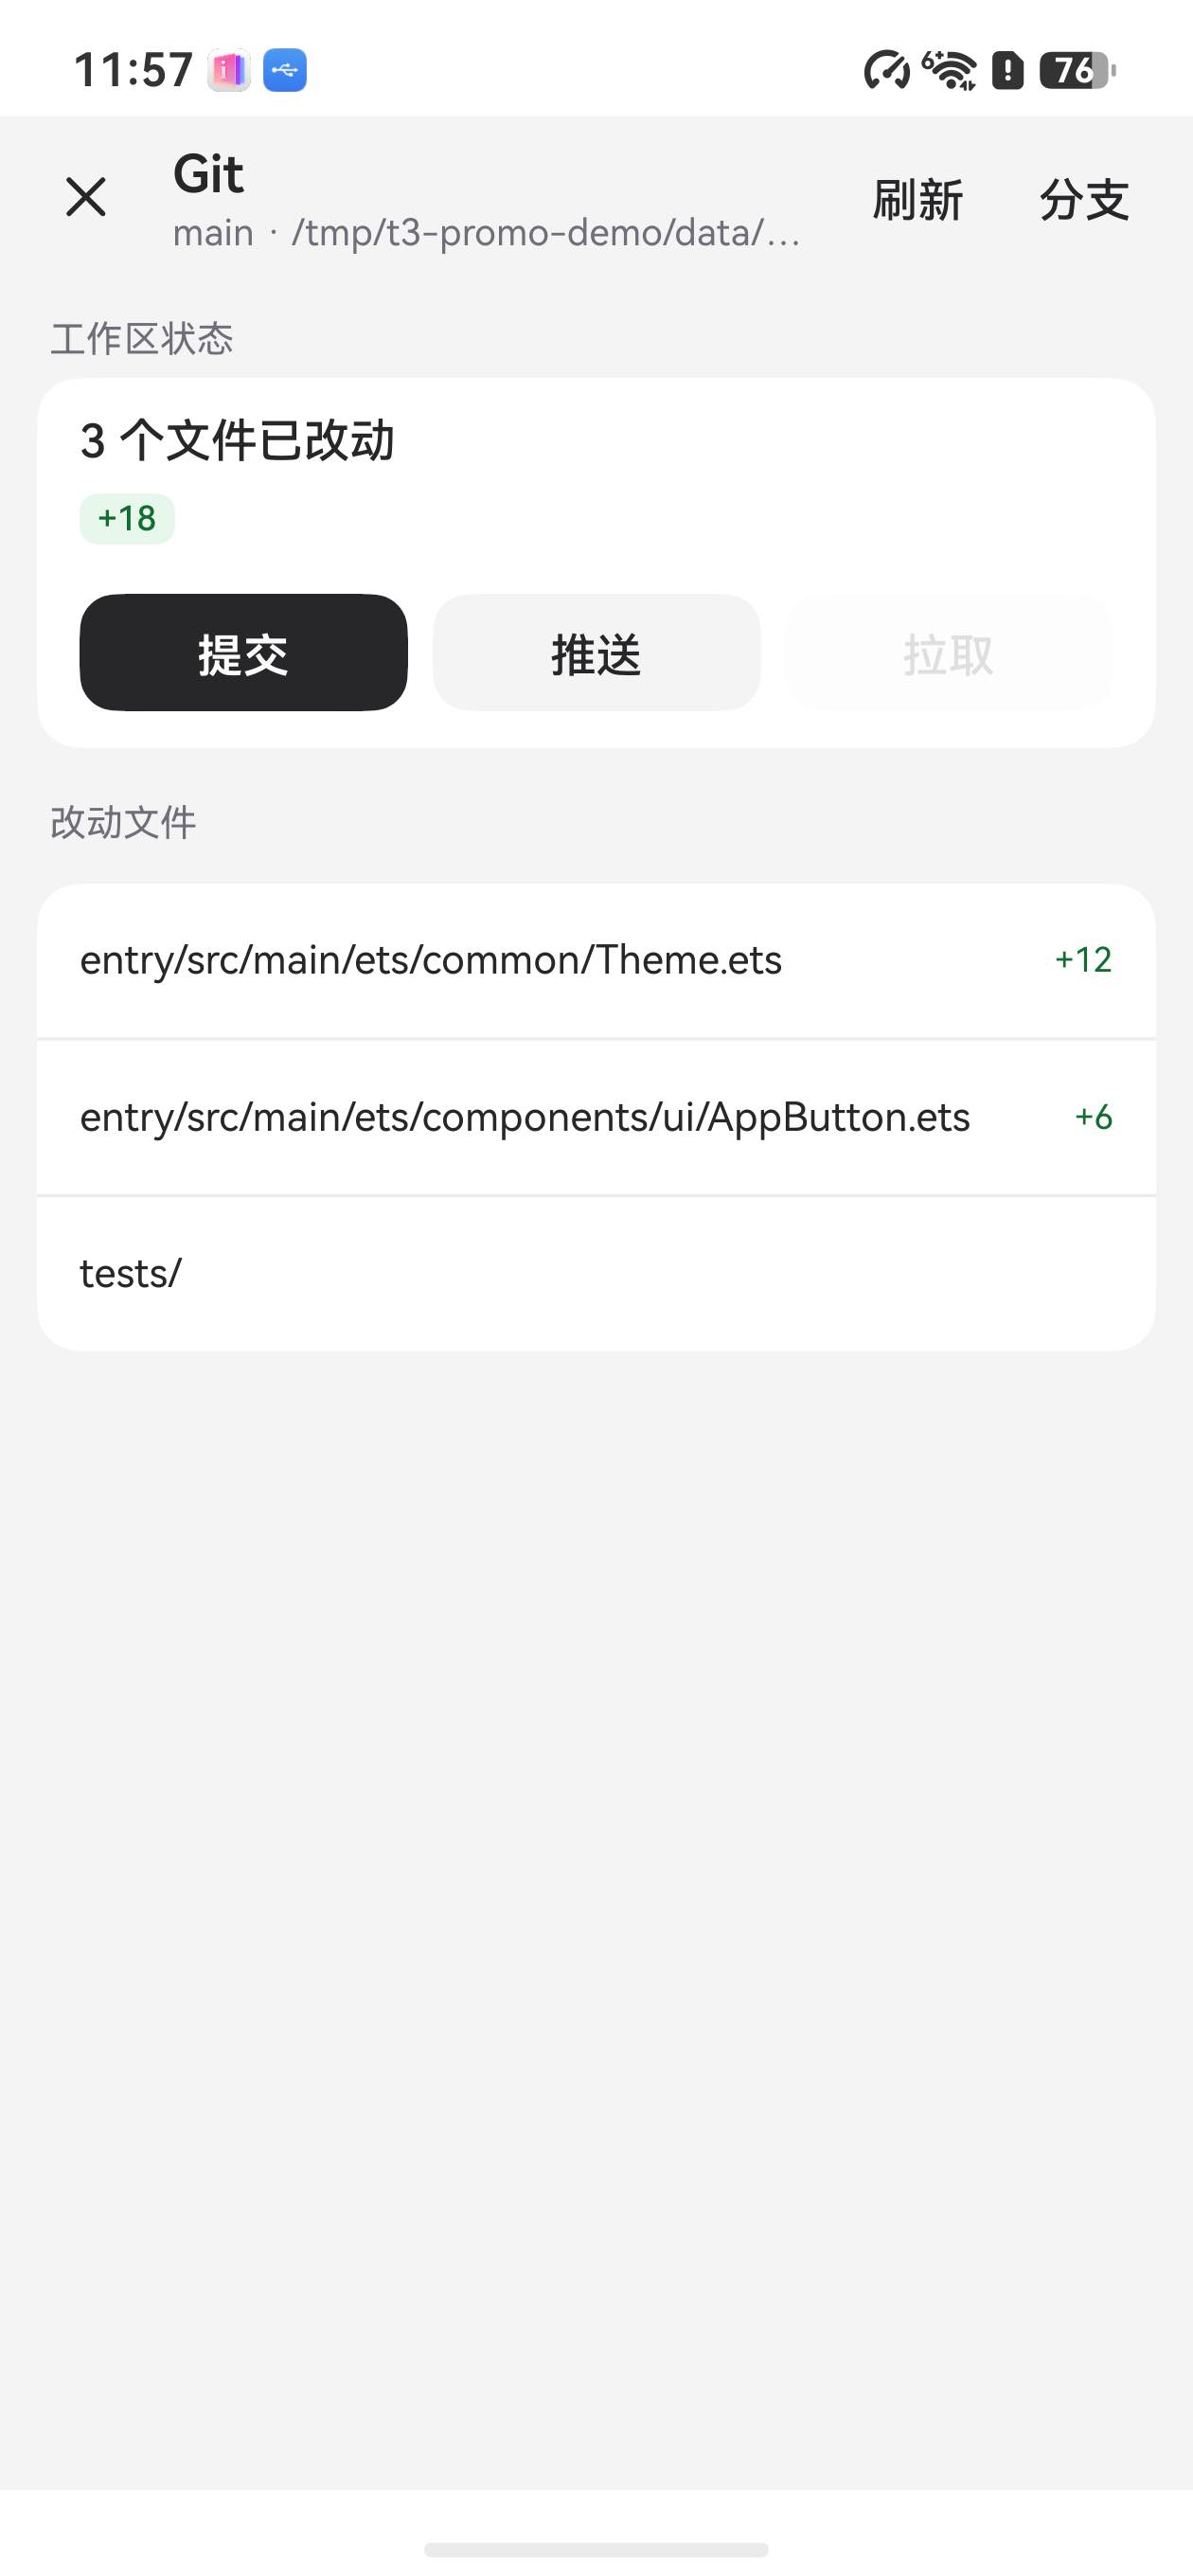 11:57
6+
76
Git
main · /tmp/t3-promo-demo/data/...
刷新
分支
工作区状态
3 个文件已改动
+18
提交
推送
拉取
改动文件
entry/src/main/ets/common/Theme.ets
+12
entry/src/main/ets/components/ui/AppButton.ets
+6
tests/